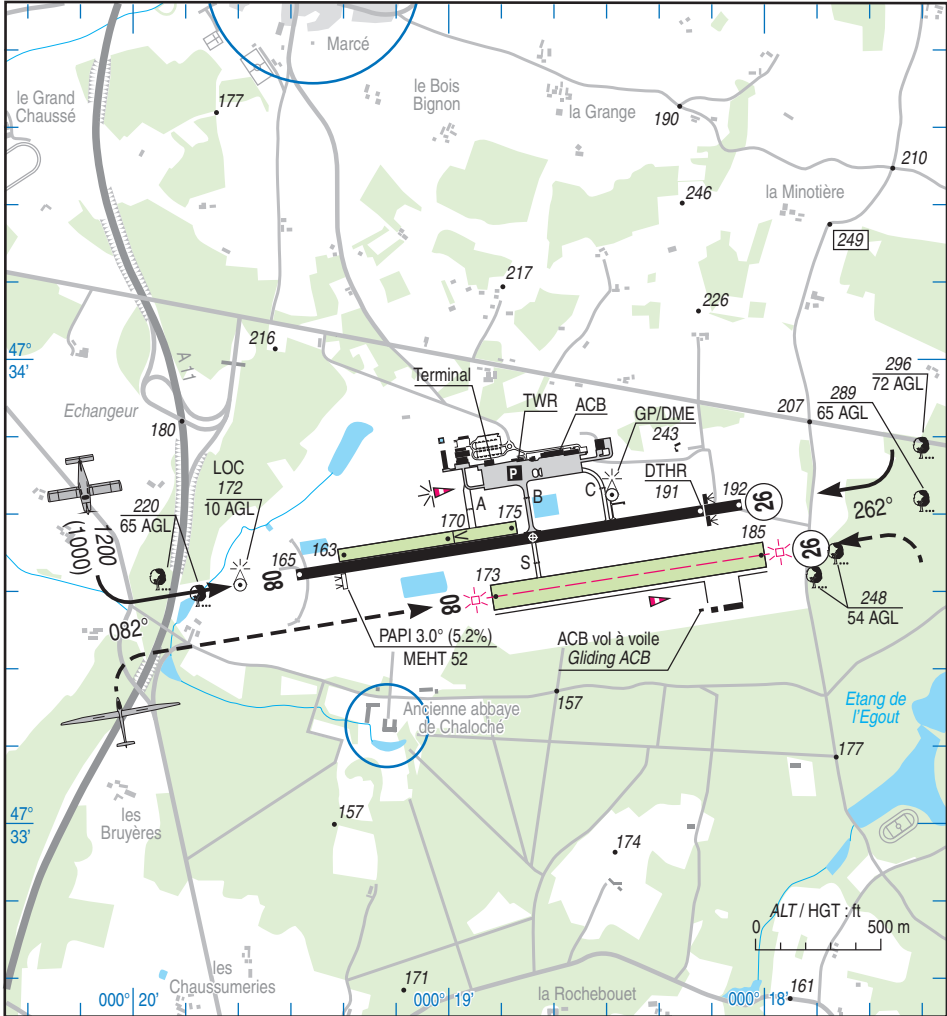 Marcé
le Grand
Chaussé
177
le Bois
Bignon
la Grange
190
210
246
la Minotière
249
217
226
216
47°
34'
A 11
Echangeur
180
Terminal
TWR
ACB
GP/DME
243
207
296
72 AGL
289
65 AGL
DTHR
191
192
26
262°
LOC
172
10 AGL
220
65 AGL
1200
(1000)
P
A
B
C
170
175
163
165
08
S
185
26
173
08
082°
248
54 AGL
PAPI 3.0° (5.2%)
MEHT 52
ACB vol à voile
Gliding ACB
157
Ancienne abbaye
de Chaloché
Etang de
l'Egout
177
les
Bruyères
47°
33'
157
174
ALT / HGT : ft
0 500 m
les
Chaussumeries
171
la Rochebouet
161
000° 20'
000° 19'
000° 18'